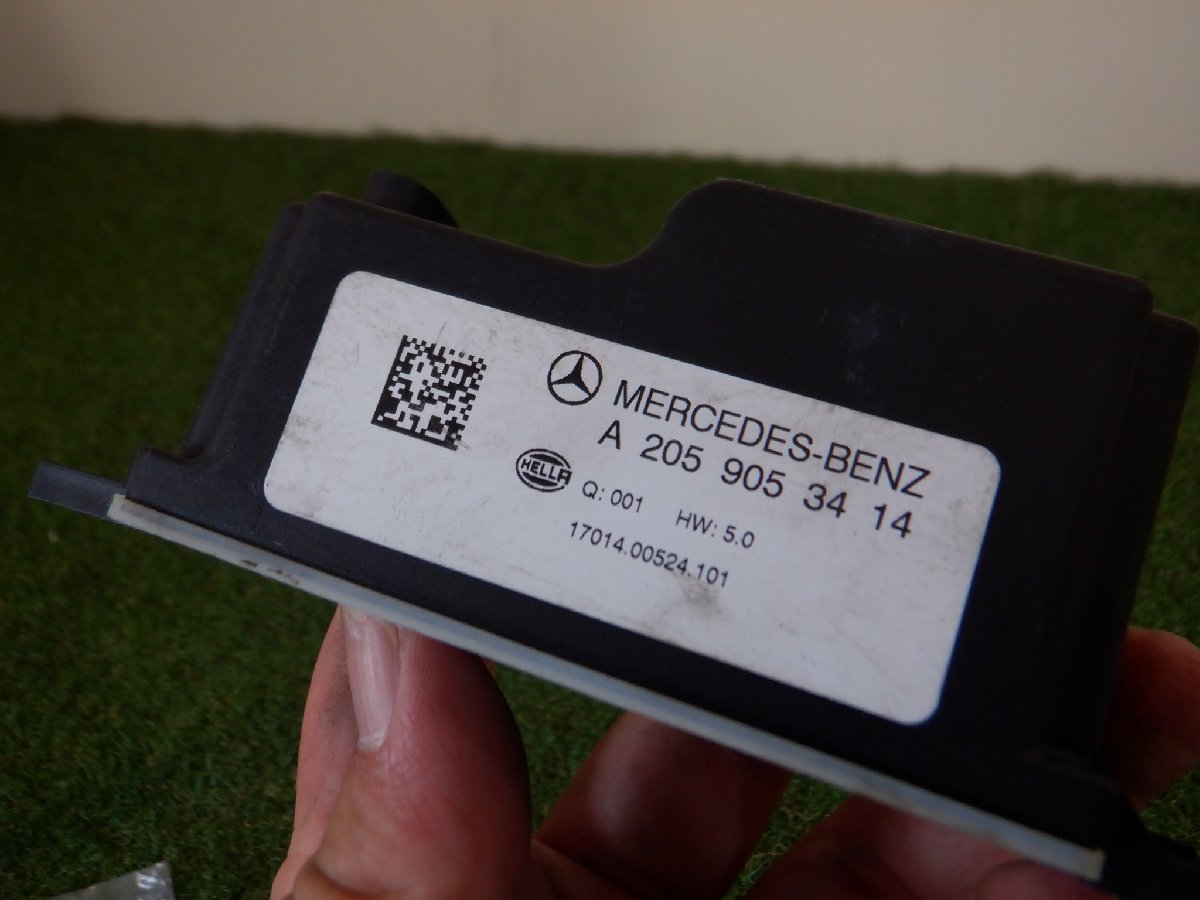 MERCEDES-BENZ
A 205 905 34 14
HELLA
Q: 001 HW: 5.0
17014.00524.101